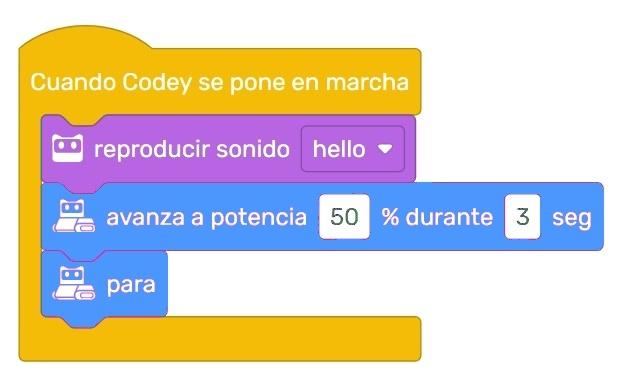 Cuando Codey se pone en marcha
reproducir sonido hello
avanza a potencia 50 % durante 3 seg
para